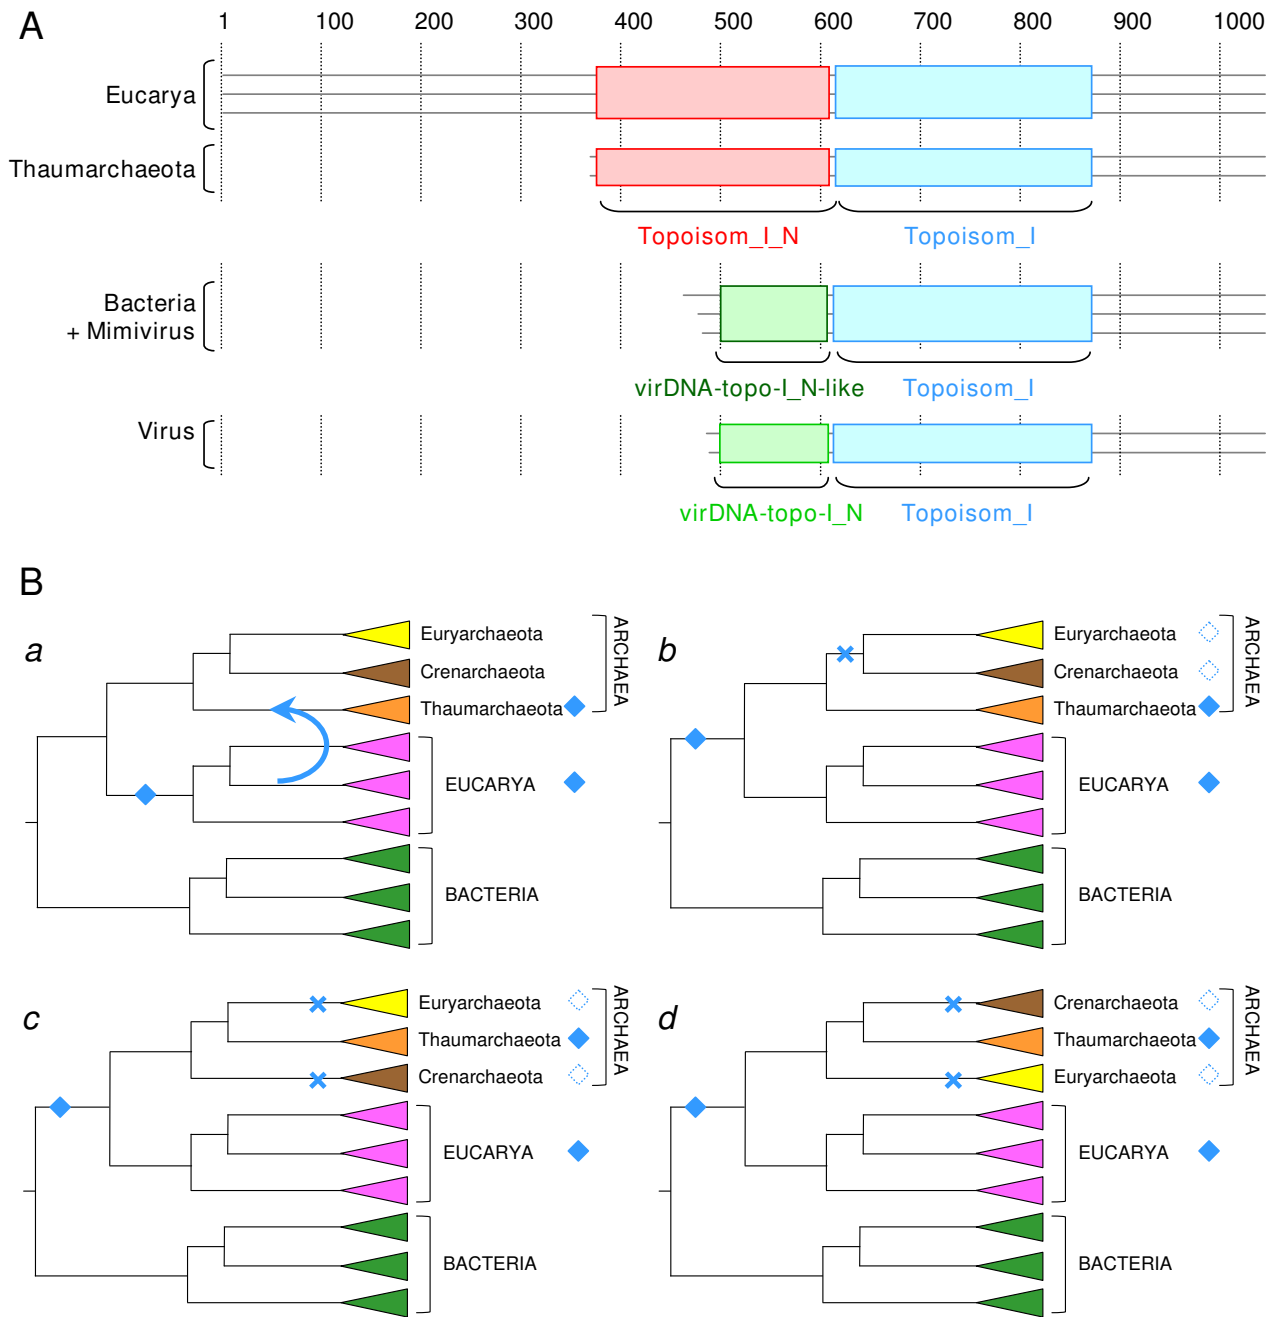 A
1 100 200 300 400 500 600 700 800 900 1000
Eucarya
Thaumarchaeota
Topoisom_I_N Topoisom_I
Bacteria
+ Mimivirus
virDNA-topo-I_N-like Topoisom_I
Virus
virDNA-topo-I_N Topoisom_I
B
a
Euryarchaeota
Crenarchaeota
Thaumarchaeota
ARCHAEA
EUCARYA
BACTERIA
b
Euryarchaeota
Crenarchaeota
Thaumarchaeota
ARCHAEA
EUCARYA
BACTERIA
c
Euryarchaeota
Thaumarchaeota
Crenarchaeota
ARCHAEA
EUCARYA
BACTERIA
d
Crenarchaeota
Thaumarchaeota
Euryarchaeota
ARCHAEA
EUCARYA
BACTERIA